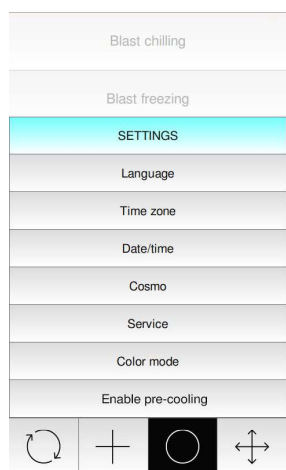 Blast chilling
Blast freezing
SETTINGS
Language
Time zone
Date/time
Cosmo
Service
Color mode
Enable pre-cooling